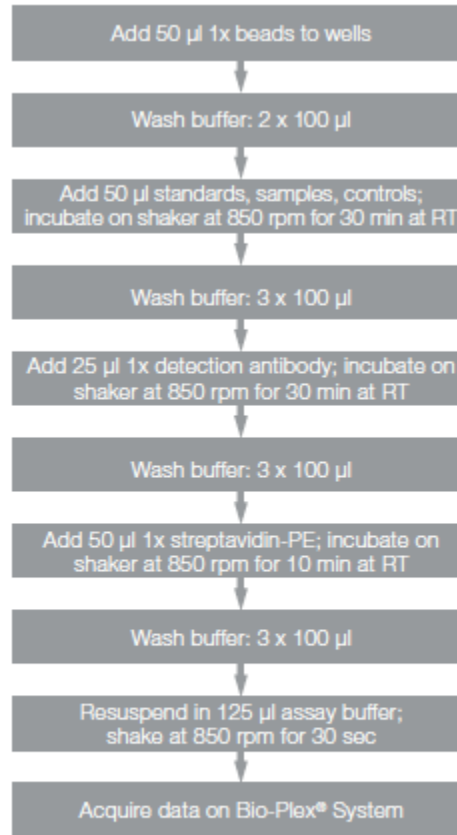 Add 50 µl 1x beads to wells
Wash buffer: 2 x 100 µl
Add 50 µl standards, samples, controls;
incubate on shaker at 850 rpm for 30 min at RT
Wash buffer: 3 x 100 µl
Add 25 µl 1x detection antibody; incubate on
shaker at 850 rpm for 30 min at RT
Wash buffer: 3 x 100 µl
Add 50 µl 1x streptavidin-PE; incubate on
shaker at 850 rpm for 10 min at RT
Wash buffer: 3 x 100 µl
Resuspend in 125 µl assay buffer;
shake at 850 rpm for 30 sec
Acquire data on Bio-Plex® System